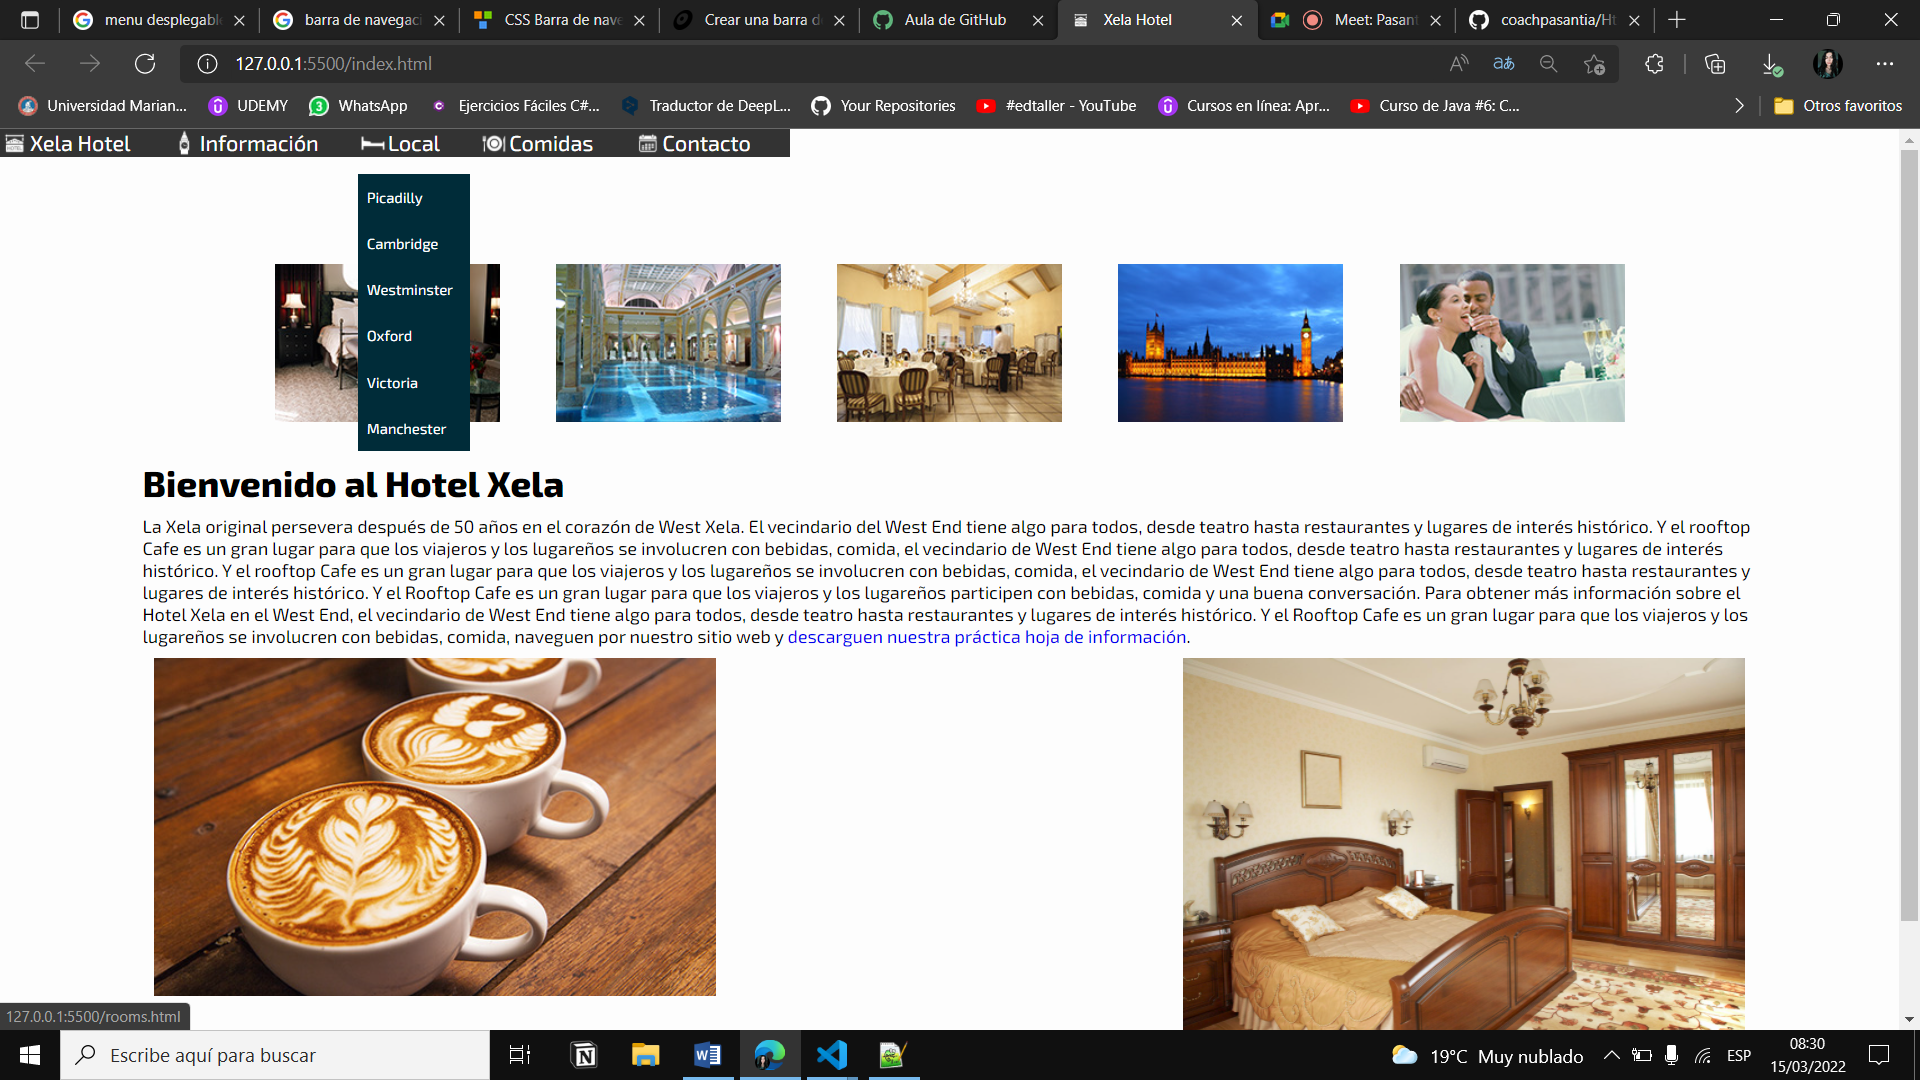 menu desplegable
barra de navegaci
CSS Barra de nave
Crear una barra d
Aula de GitHub
Xela Hotel
Meet: Pasant
coachpasantia/Ht
127.0.0.1:5500/index.html
Universidad Marian...
UDEMY
WhatsApp
Ejercicios Fáciles C#...
Traductor de DeepL...
Your Repositories
#edtaller - YouTube
Cursos en línea: Apr...
Curso de Java #6: C...
Otros favoritos
Xela Hotel
Información
Local
Comidas
Contacto
Picadilly
Cambridge
Westminster
Oxford
Victoria
Manchester
Bienvenido al Hotel Xela
La Xela original persevera después de 50 años en el corazón de West Xela. El vecindario del West End tiene algo para todos, desde teatro hasta restaurantes y lugares de interés histórico. Y el rooftop
Cafe es un gran lugar para que los viajeros y los lugareños se involucren con bebidas, comida, el vecindario de West End tiene algo para todos, desde teatro hasta restaurantes y lugares de interés
histórico. Y el rooftop Cafe es un gran lugar para que los viajeros y los lugareños se involucren con bebidas, comida, el vecindario de West End tiene algo para todos, desde teatro hasta restaurantes y
lugares de interés histórico. Y el Rooftop Cafe es un gran lugar para que los viajeros y los lugareños participen con bebidas, comida y una buena conversación. Para obtener más información sobre el
Hotel Xela en el West End, el vecindario de West End tiene algo para todos, desde teatro hasta restaurantes y lugares de interés histórico. Y el Rooftop Cafe es un gran lugar para que los viajeros y los
lugareños se involucren con bebidas, comida, naveguen por nuestro sitio web y descarguen nuestra práctica hoja de información.
127.0.0.1:5500/rooms.html
Escribe aquí para buscar
19°C Muy nublado
ESP
08:30
15/03/2022